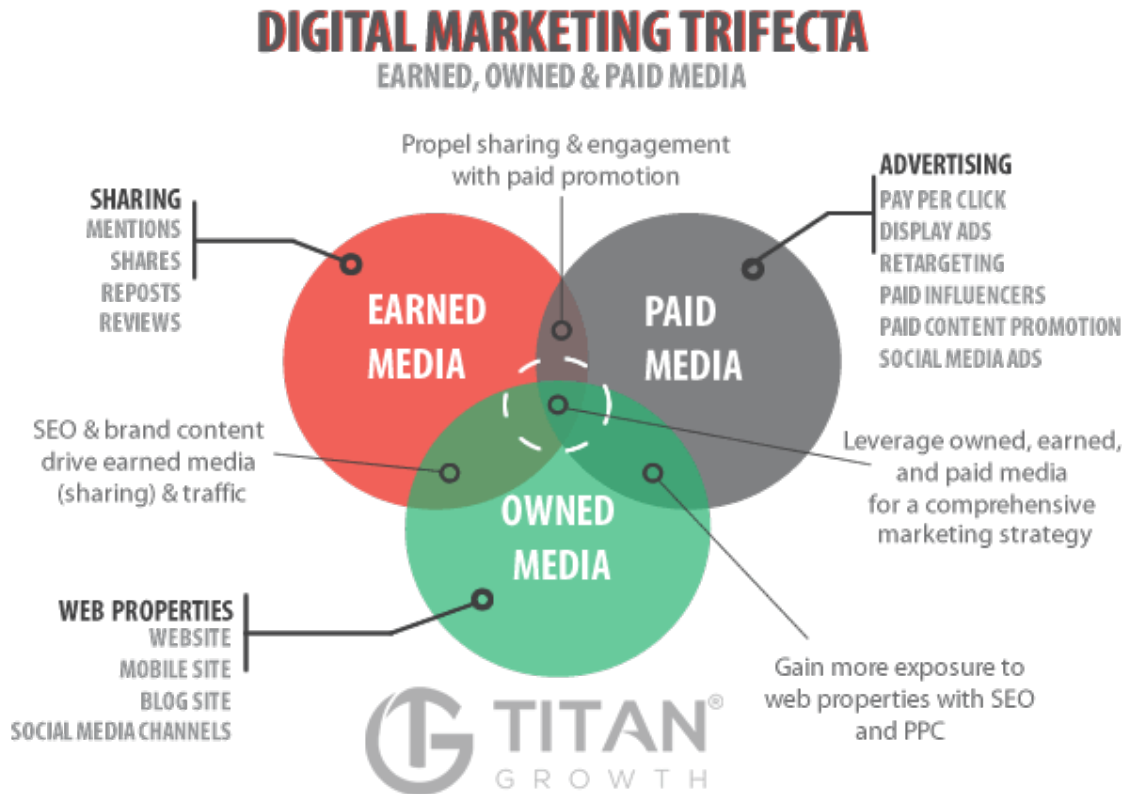 DIGITAL MARKETING TRIFECTA
EARNED, OWNED & PAID MEDIA
Propel sharing & engagement
with paid promotion
SHARING
MENTIONS
SHARES
REPOSTS
REVIEWS
ADVERTISING
PAY PER CLICK
DISPLAY ADS
RETARGETING
PAID INFLUENCERS
PAID CONTENT PROMOTION
SOCIAL MEDIA ADS
EARNED
MEDIA
PAID
MEDIA
SEO & brand content
drive earned media
(sharing) & traffic
Leverage owned, earned,
and paid media
for a comprehensive
marketing strategy
OWNED
MEDIA
WEB PROPERTIES
WEBSITE
MOBILE SITE
BLOG SITE
SOCIAL MEDIA CHANNELS
Gain more exposure to
web properties with SEO
and PPC
TG TITAN®
GROWTH